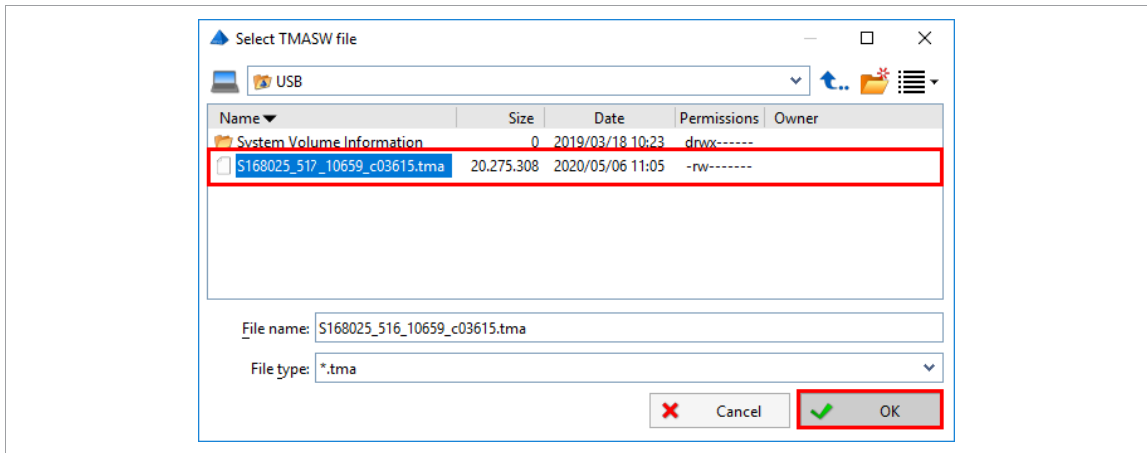 Select TMASW file
USB
Name Size Date Permissions Owner
System Volume Information 0 2019/03/18 10:23 drwx------
S168025_517_10659_c03615.tma 20.275.308 2020/05/06 11:05 -rw-------
File name: S168025_516_10659_c03615.tma
File type: *.tma
Cancel OK